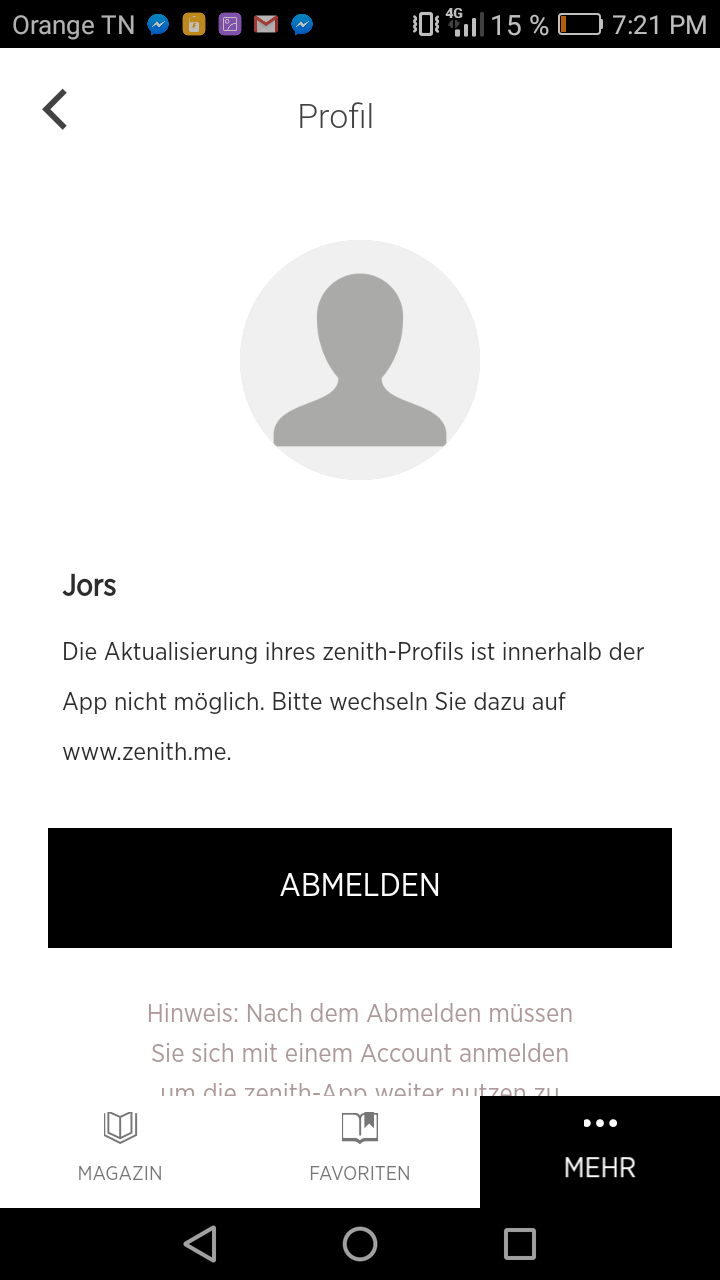 Orange TN 4G 15 % 7:21 PM
Profil
Jors
Die Aktualisierung ihres zenith-Profils ist innerhalb der
App nicht möglich. Bitte wechseln Sie dazu auf
www.zenith.me.
ABMELDEN
Hinweis: Nach dem Abmelden müssen
Sie sich mit einem Account anmelden
um die zenith-App weiter nutzen zu
MAGAZIN FAVORITEN MEHR